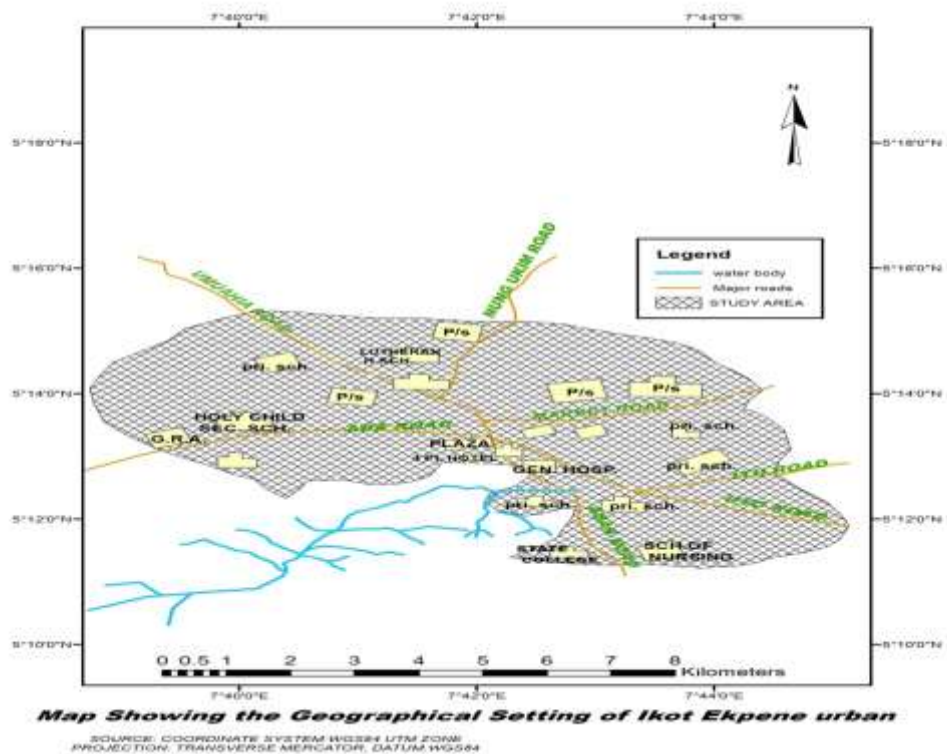 7°40'0"E 7°42'0"E 7°44'0"E
N
5°18'0"N 5°18'0"N
NUNG UKIM ROAD
Legend
water body
Major roads
STUDY AREA
5°16'0"N 5°16'0"N
UMUAHIA ROAD
P/s
LUTHERAN
H SCH.
pri. sch.
P/s
P/s
P/s
5°14'0"N 5°14'0"N
MARKET ROAD
HOLY CHILD
SEC. SCH.
ABA ROAD
G.R.A.
pri. sch.
PLAZA
GEN. HOSP.
pri. sch.
ROAD
pri. sch.
pri. sch.
ROAD
5°12'0"N 5°12'0"N
STATE
COLLEGE
SCH OF
NURSING
5°10'0"N 5°10'0"N
0 0.5 1 2 3 4 5 6 7 8
Kilometers
7°40'0"E 7°42'0"E 7°44'0"E
Map Showing the Geographical Setting of Ikot Ekpene urban
SOURCE: COORDINATE SYSTEM WGS84 UTM ZONE
PROJECTION: TRANSVERSE MERCATOR, DATUM WGS84